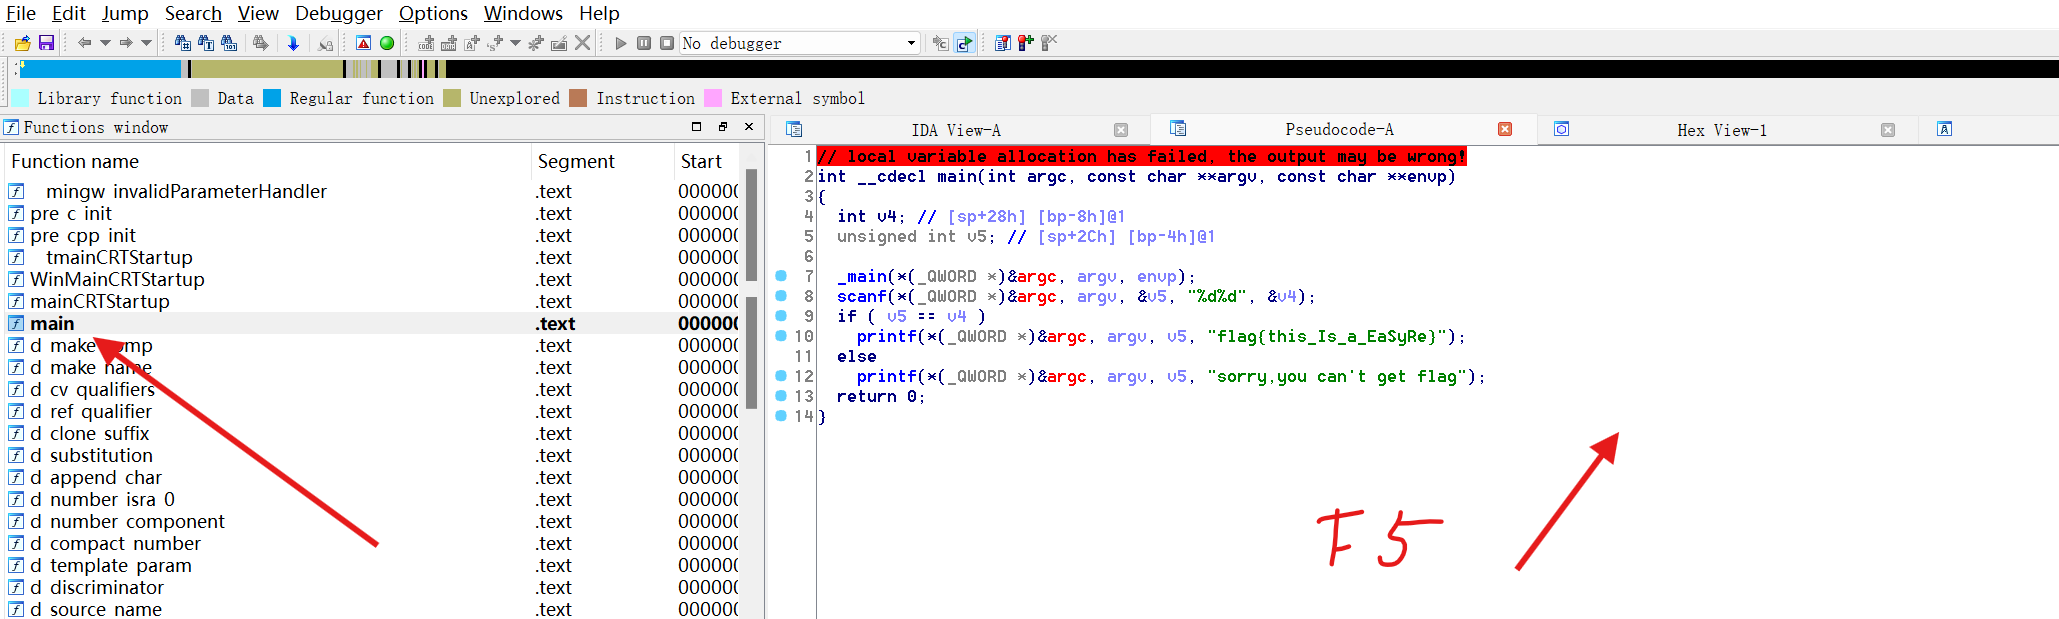 File Edit Jump Search View Debugger Options Windows Help
No debugger
Library function Data Regular function Unexplored Instruction External symbol
Functions window
IDA View-A Pseudocode-A Hex View-1
Function name Segment Start
mingw invalidParameterHandler .text 000000
pre c init .text 000000
pre cpp init .text 000000
tmainCRTStartup .text 000000
WinMainCRTStartup .text 000000
mainCRTStartup .text 000000
main .text 000000
d make comp .text 000000
d make name .text 000000
d cv qualifiers .text 000000
d ref qualifier .text 000000
d clone suffix .text 000000
d substitution .text 000000
d append char .text 000000
d number isra 0 .text 000000
d number component .text 000000
d compact number .text 000000
d template param .text 000000
d discriminator .text 000000
d source name .text 000000
1 // local variable allocation has failed, the output may be wrong!
2 int __cdecl main(int argc, const char **argv, const char **envp)
3 {
4 int v4; // [sp+28h] [bp-8h]@1
5 unsigned int v5; // [sp+2Ch] [bp-4h]@1
6
7 _main(*(_QWORD *)&argc, argv, envp);
8 scanf(*(_QWORD *)&argc, argv, &v5, "%d%d", &v4);
9 if ( v5 == v4 )
10 printf(*(_QWORD *)&argc, argv, v5, "flag{this_Is_a_EaSyRe}");
11 else
12 printf(*(_QWORD *)&argc, argv, v5, "sorry,you can't get flag");
13 return 0;
14 }
F5